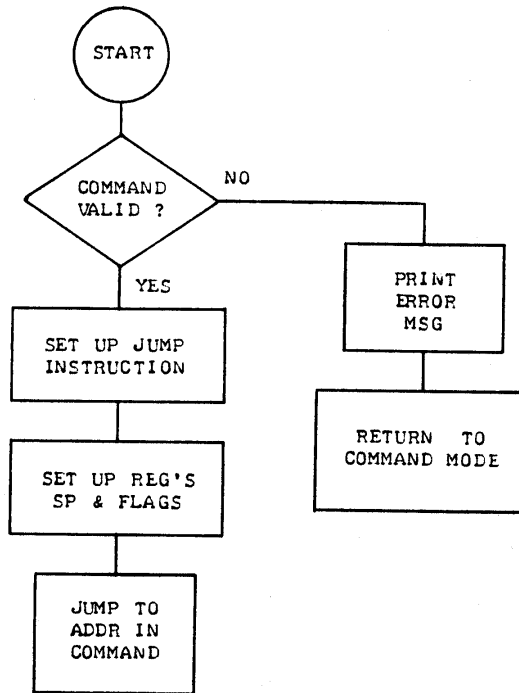 START
COMMAND
VALID ?
NO
YES
PRINT
ERROR
MSG
SET UP JUMP
INSTRUCTION
RETURN TO
COMMAND MODE
SET UP REG'S
SP & FLAGS
JUMP TO
ADDR IN
COMMAND